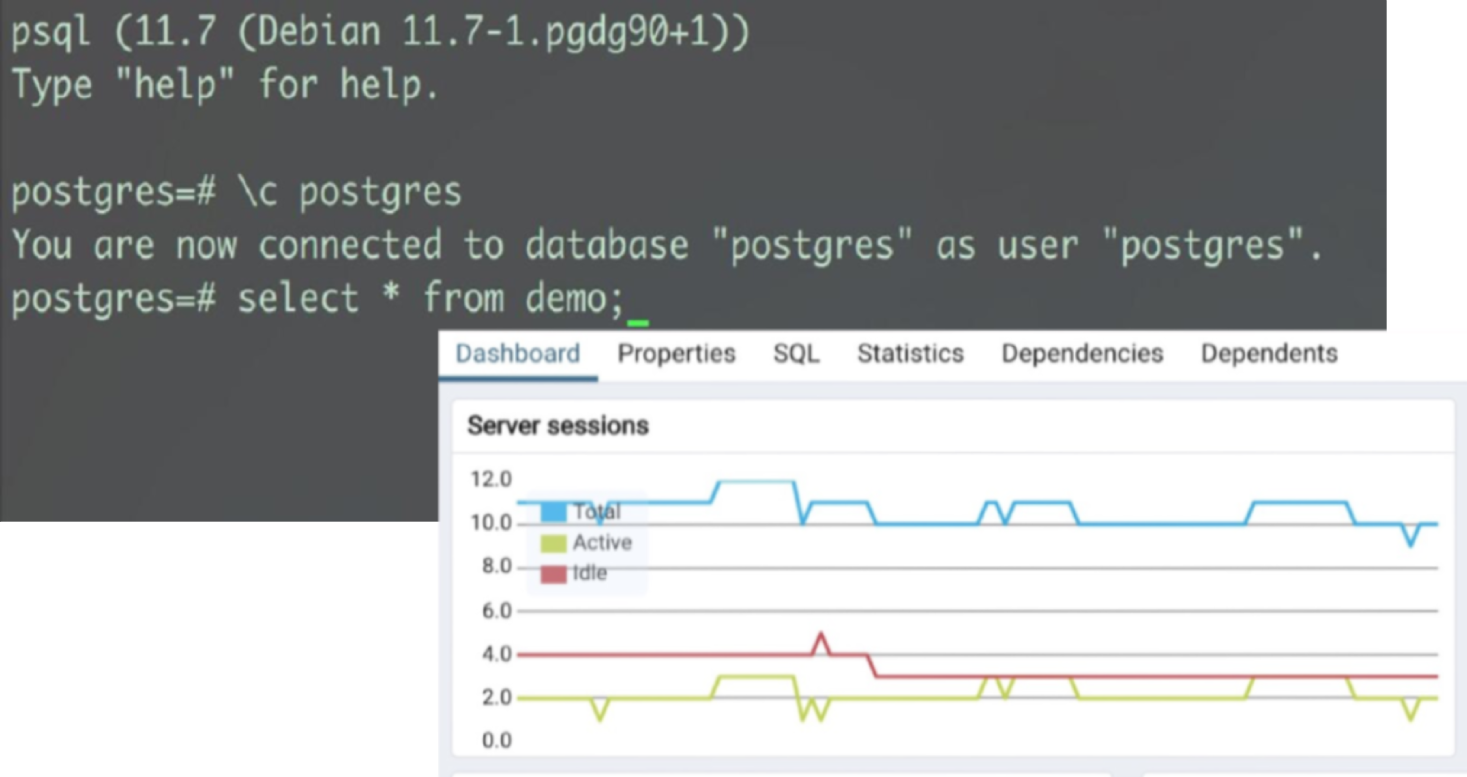 psql (11.7 (Debian 11.7-1.pgdg90+1))
Type "help" for help.
postgres=# \c postgres
You are now connected to database "postgres" as user "postgres".
postgres=# select * from demo;
Dashboard Properties SQL Statistics Dependencies Dependents
Server sessions
12.0
10.0
8.0
6.0
4.0
2.0
0.0
Total
Active
Idle